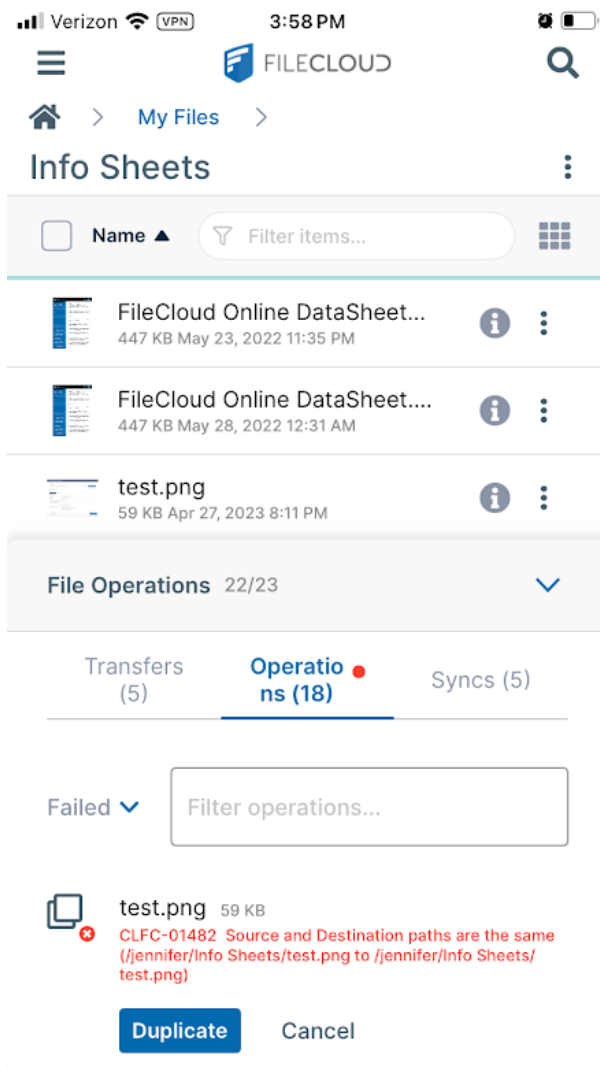 Verizon VPN 3:58 PM
FILECLOUD
My Files
Info Sheets
Name Filter items...
FileCloud Online DataSheet...
447 KB May 23, 2022 11:35 PM
FileCloud Online DataSheet....
447 KB May 28, 2022 12:31 AM
test.png
59 KB Apr 27, 2023 8:11 PM
File Operations 22/23
Transfers
(5)
Operatio
ns (18)
Syncs (5)
Failed Filter operations...
test.png 59 KB
CLFC-01482 Source and Destination paths are the same
(/jennifer/Info Sheets/test.png to /jennifer/Info Sheets/
test.png)
Duplicate Cancel